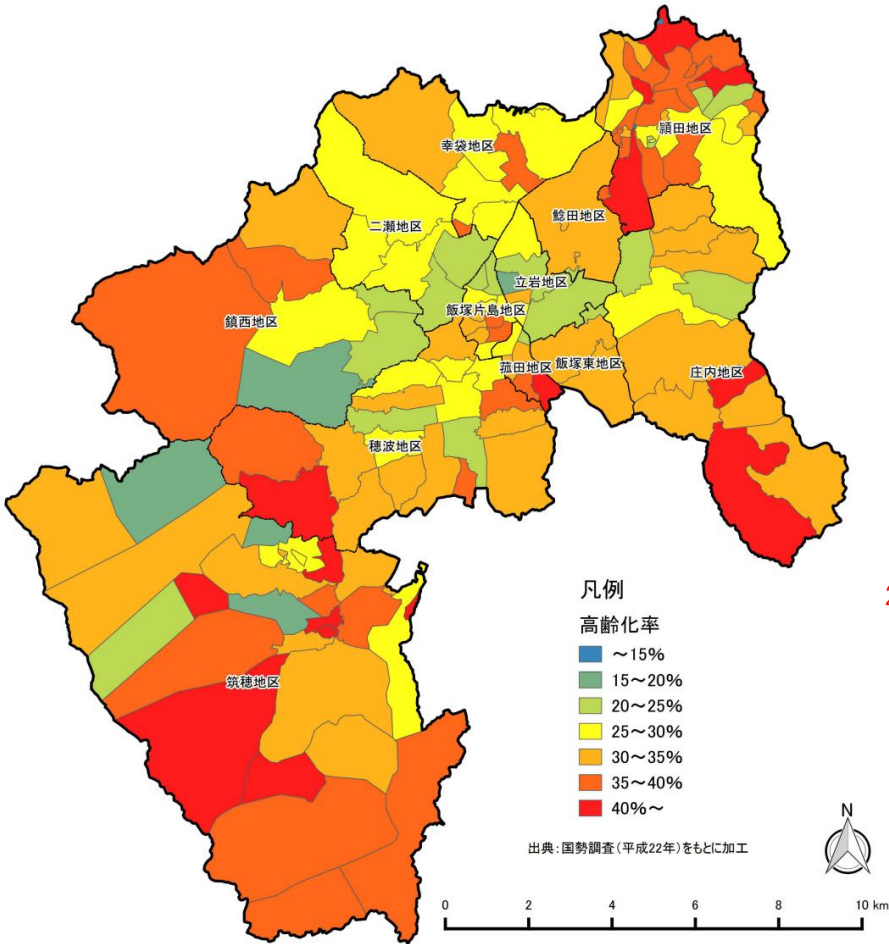 幸袋地区
頴田地区
鯰田地区
二瀬地区
立岩地区
飯塚片島地区
鎮西地区
菰田地区
飯塚東地区
庄内地区
穂波地区
筑穂地区
凡例
高齢化率
～15%
15～20%
20～25%
25～30%
30～35%
35～40%
40%～
出典:国勢調査(平成22年)をもとに加工
N
0 2 4 6 8 10 km